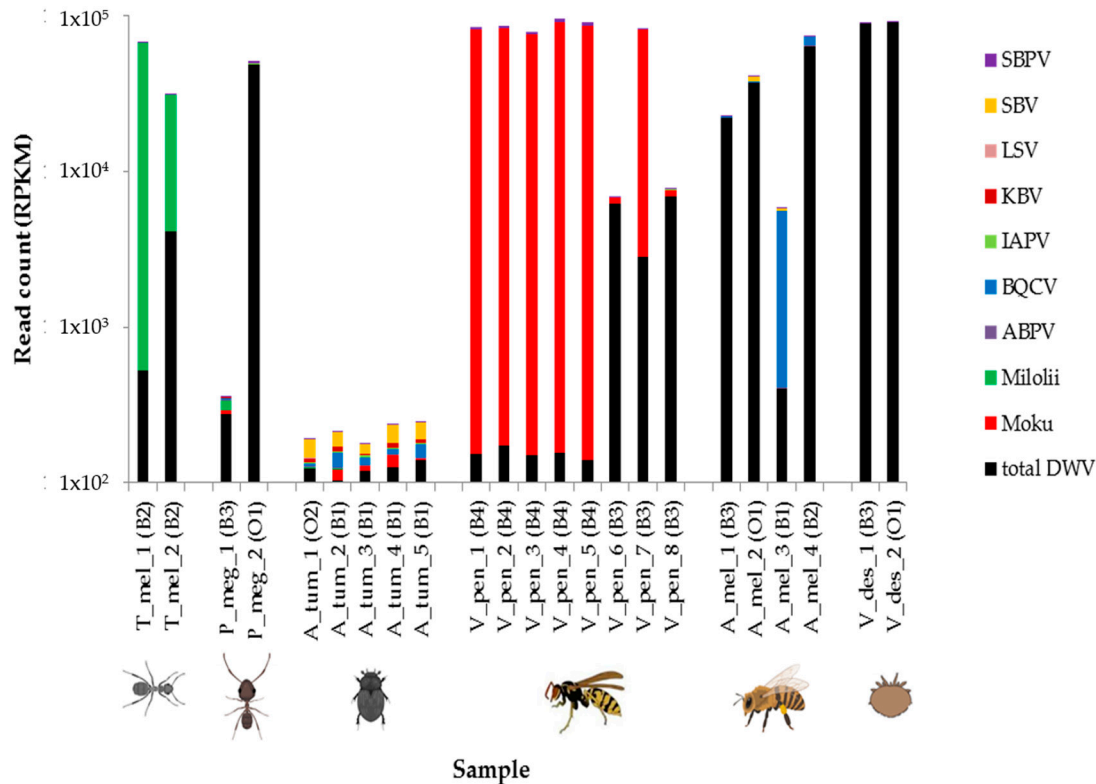 1x10⁵
1x10⁴
1x10³
1x10²
Read count (RPKM)
SBPV
SBV
LSV
KBV
IAPV
BQCV
ABPV
Milolii
Moku
total DWV
T_mel_1 (B2)
T_mel_2 (B2)
P_meg_1 (B3)
P_meg_2 (O1)
A_tum_1 (O2)
A_tum_2 (B1)
A_tum_3 (B1)
A_tum_4 (B1)
A_tum_5 (B1)
V_pen_1 (B4)
V_pen_2 (B4)
V_pen_3 (B4)
V_pen_4 (B4)
V_pen_5 (B4)
V_pen_6 (B3)
V_pen_7 (B3)
V_pen_8 (B3)
A_mel_1 (B3)
A_mel_2 (O1)
A_mel_3 (B1)
A_mel_4 (B2)
V_des_1 (B3)
V_des_2 (O1)
Sample